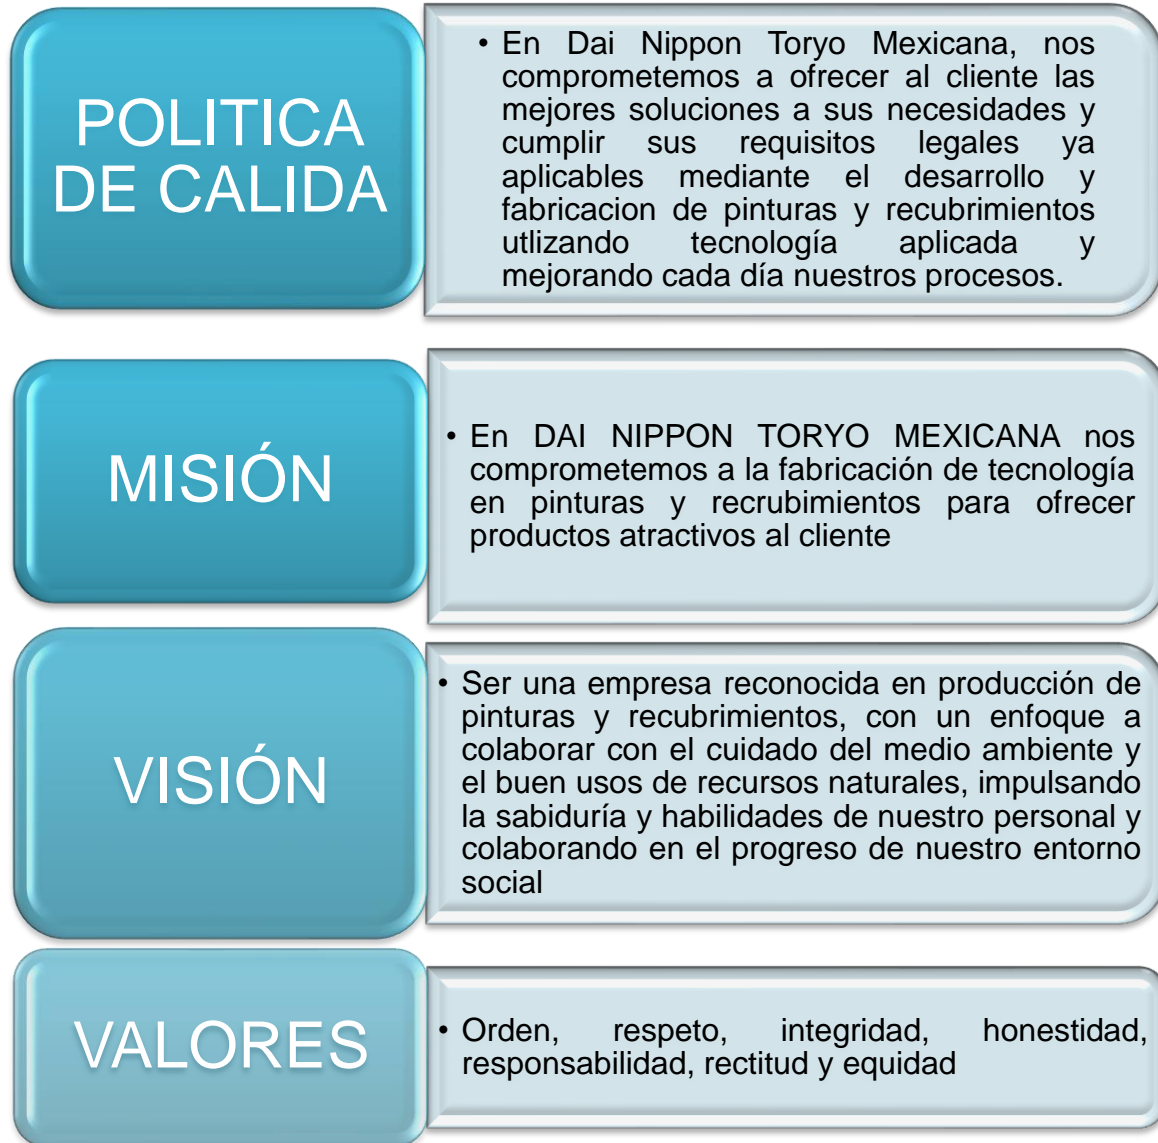 POLITICA
DE CALIDA
• En Dai Nippon Toryo Mexicana, nos
comprometemos a ofrecer al cliente las
mejores soluciones a sus necesidades y
cumplir sus requisitos legales ya
aplicables mediante el desarrollo y
fabricacion de pinturas y recubrimientos
utlizando tecnología aplicada y
mejorando cada día nuestros procesos.
MISIÓN
• En DAI NIPPON TORYO MEXICANA nos
comprometemos a la fabricación de tecnología
en pinturas y recrubimientos para ofrecer
productos atractivos al cliente
VISIÓN
• Ser una empresa reconocida en producción de
pinturas y recubrimientos, con un enfoque a
colaborar con el cuidado del medio ambiente y
el buen usos de recursos naturales, impulsando
la sabiduría y habilidades de nuestro personal y
colaborando en el progreso de nuestro entorno
social
VALORES
• Orden, respeto, integridad, honestidad,
responsabilidad, rectitud y equidad